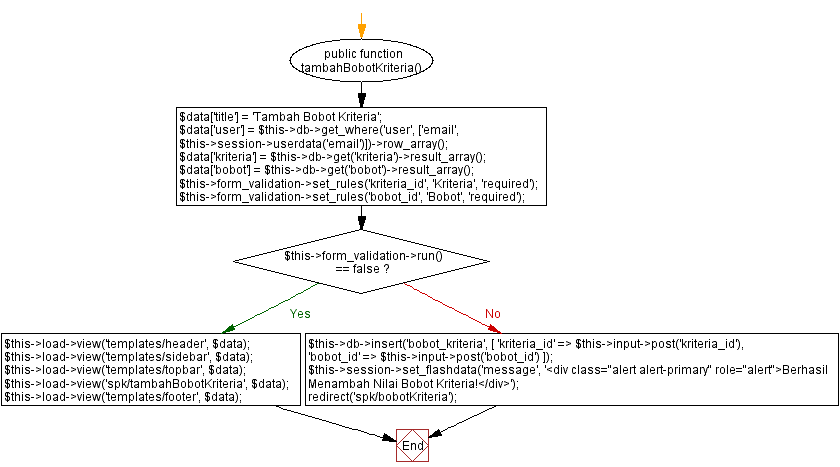 public function
tambahBobotKriteria()
$data['title'] = 'Tambah Bobot Kriteria';
$data['user'] = $this->db->get_where('user', ['email',
$this->session->userdata('email')])->row_array();
$data['kriteria'] = $this->db->get('kriteria')->result_array();
$data['bobot'] = $this->db->get('bobot')->result_array();
$this->form_validation->set_rules('kriteria_id', 'Kriteria', 'required');
$this->form_validation->set_rules('bobot_id', 'Bobot', 'required');
$this->form_validation->run()
== false ?
Yes
No
$this->load->view('templates/header', $data);
$this->load->view('templates/sidebar', $data);
$this->load->view('templates/topbar', $data);
$this->load->view('spk/tambahBobotKriteria', $data);
$this->load->view('templates/footer', $data);
$this->db->insert('bobot_kriteria', [ 'kriteria_id' => $this->input->post('kriteria_id'),
'bobot_id' => $this->input->post('bobot_id') ]);
$this->session->set_flashdata('message', '<div class="alert alert-primary" role="alert">Berhasil
Menambah Nilai Bobot Kriteria!</div>');
redirect('spk/bobotKriteria');
End